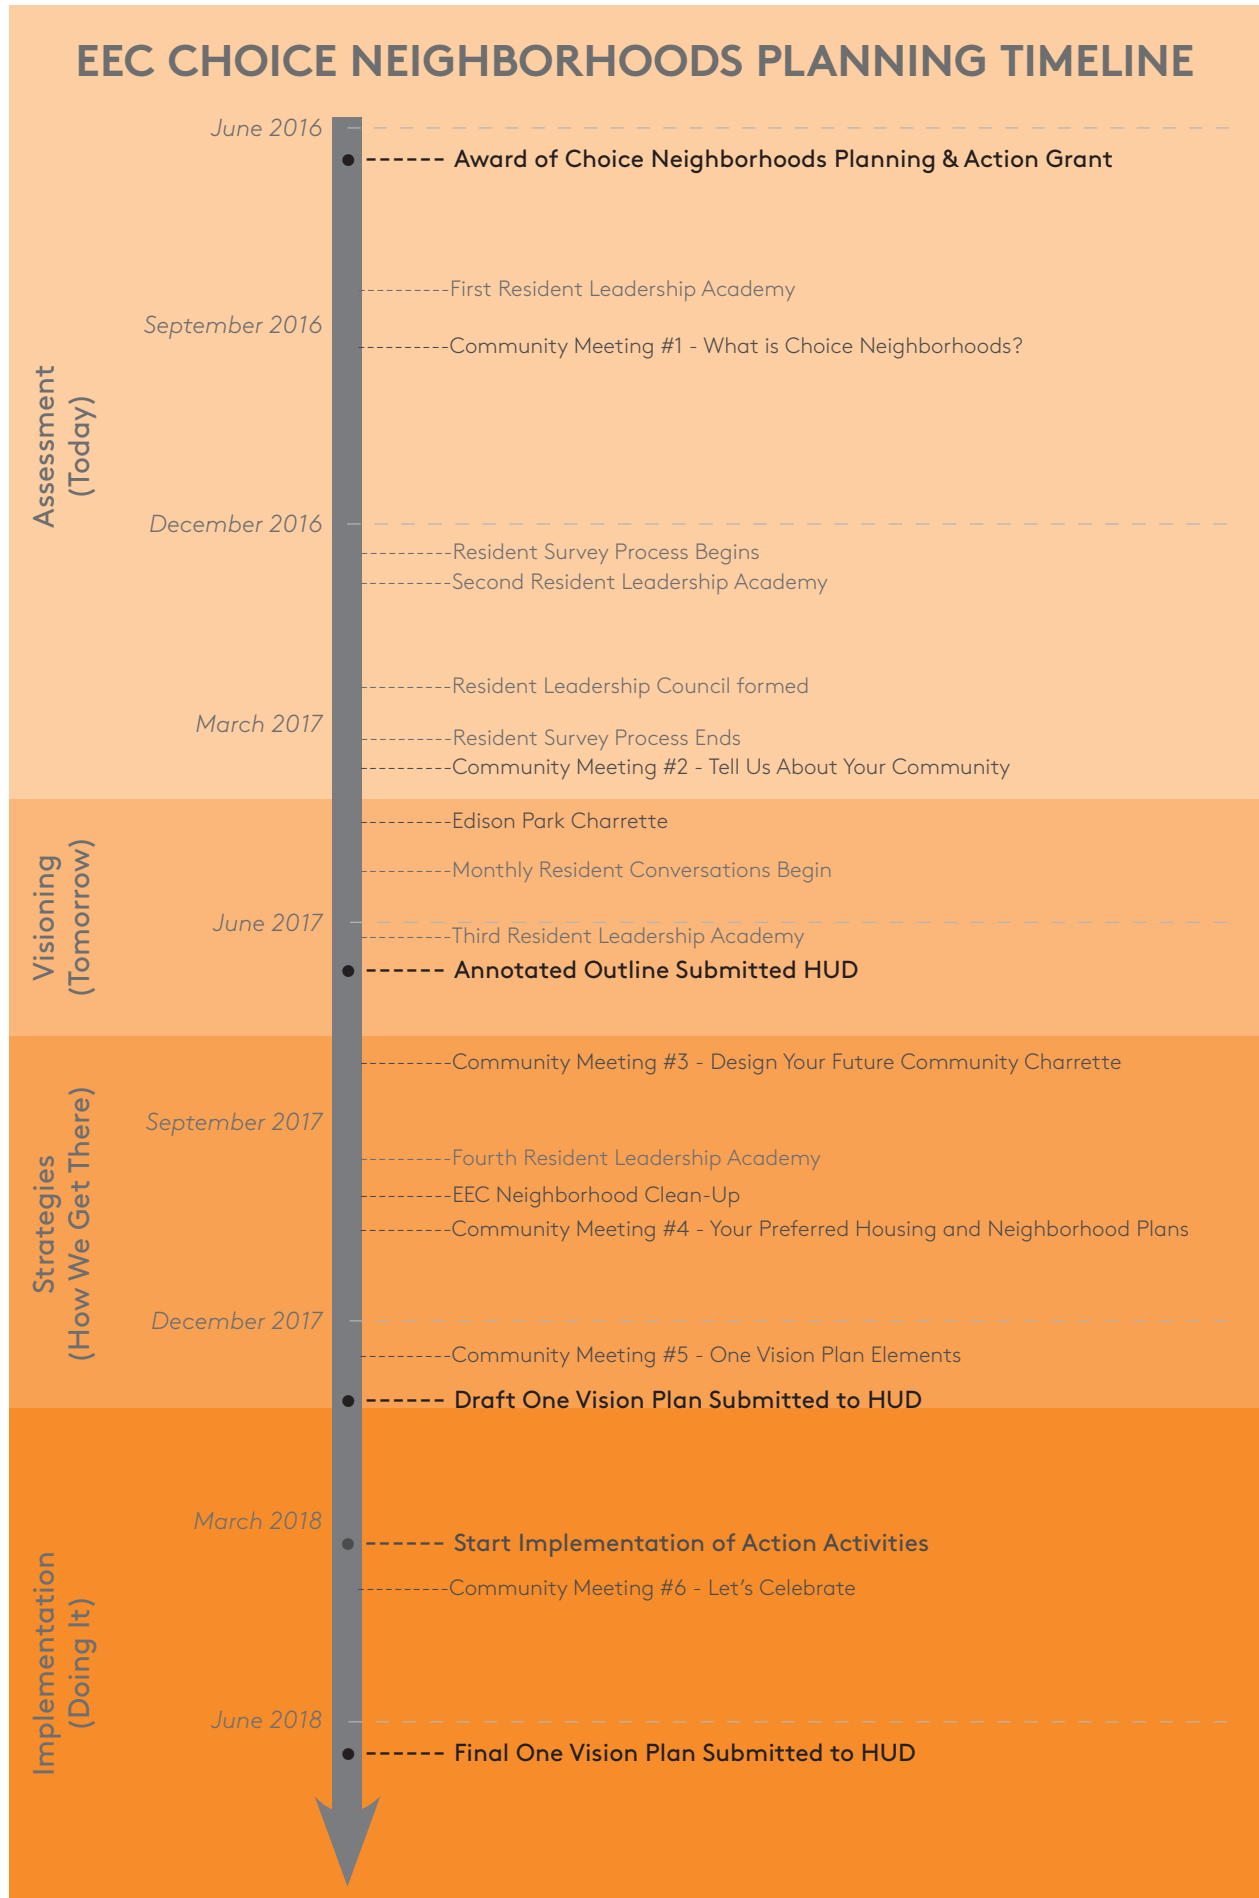 EEC CHOICE NEIGHBORHOODS PLANNING TIMELINE
June 2016
Award of Choice Neighborhoods Planning & Action Grant
First Resident Leadership Academy
September 2016
Community Meeting #1 - What is Choice Neighborhoods?
Assessment
(Today)
December 2016
Resident Survey Process Begins
Second Resident Leadership Academy
Resident Leadership Council formed
March 2017
Resident Survey Process Ends
Community Meeting #2 - Tell Us About Your Community
Edison Park Charrette
Monthly Resident Conversations Begin
Visioning
(Tomorrow)
June 2017
Third Resident Leadership Academy
Annotated Outline Submitted HUD
Community Meeting #3 - Design Your Future Community Charrette
September 2017
Fourth Resident Leadership Academy
EEC Neighborhood Clean-Up
Community Meeting #4 - Your Preferred Housing and Neighborhood Plans
Strategies
(How We Get There)
December 2017
Community Meeting #5 - One Vision Plan Elements
Draft One Vision Plan Submitted to HUD
March 2018
Start Implementation of Action Activities
Community Meeting #6 - Let's Celebrate
Implementation
(Doing It)
June 2018
Final One Vision Plan Submitted to HUD